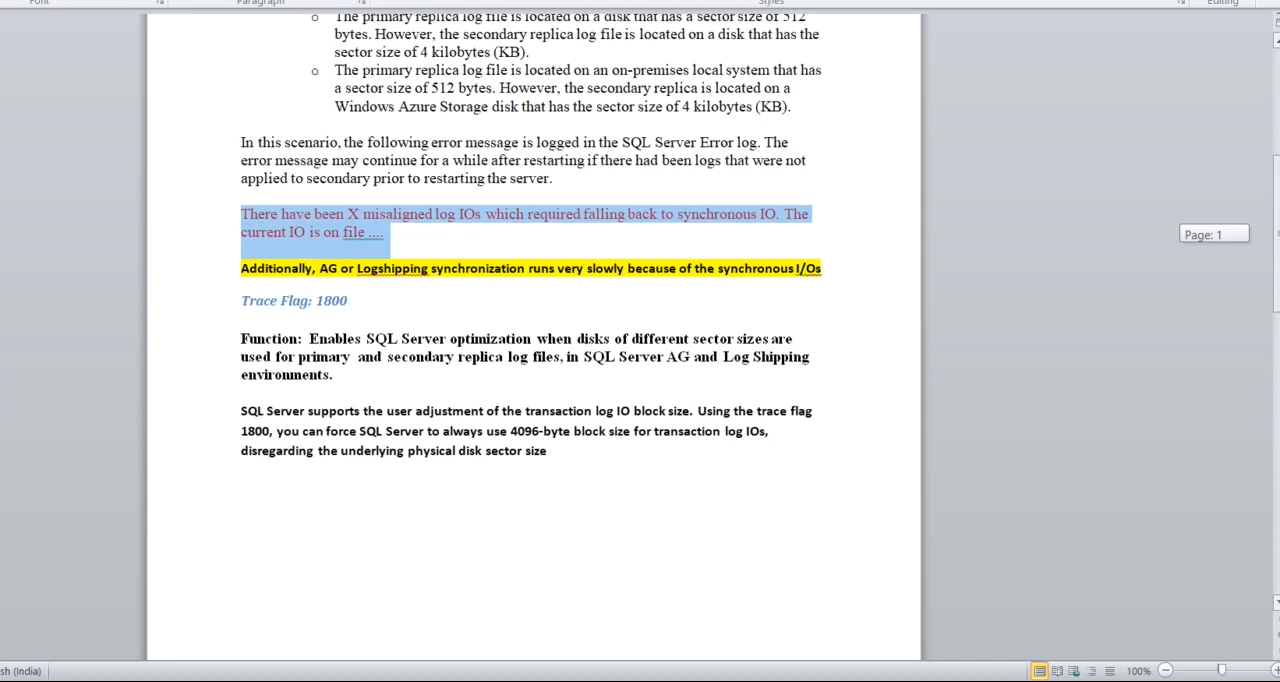 Font
Paragraph
Styles
Editing
o The primary replica log file is located on a disk that has a sector size of 512
bytes. However, the secondary replica log file is located on a disk that has the
sector size of 4 kilobytes (KB).
o The primary replica log file is located on an on-premises local system that has
a sector size of 512 bytes. However, the secondary replica is located on a
Windows Azure Storage disk that has the sector size of 4 kilobytes (KB).
In this scenario, the following error message is logged in the SQL Server Error log. The
error message may continue for a while after restarting if there had been logs that were not
applied to secondary prior to restarting the server.
There have been X misaligned log IOs which required falling back to synchronous IO. The
current IO is on file ....
Page: 1
Additionally, AG or Logshipping synchronization runs very slowly because of the synchronous I/Os
Trace Flag: 1800
Function: Enables SQL Server optimization when disks of different sector sizes are
used for primary and secondary replica log files, in SQL Server AG and Log Shipping
environments.
SQL Server supports the user adjustment of the transaction log IO block size. Using the trace flag
1800, you can force SQL Server to always use 4096-byte block size for transaction log IOs,
disregarding the underlying physical disk sector size
sh (India)
100%